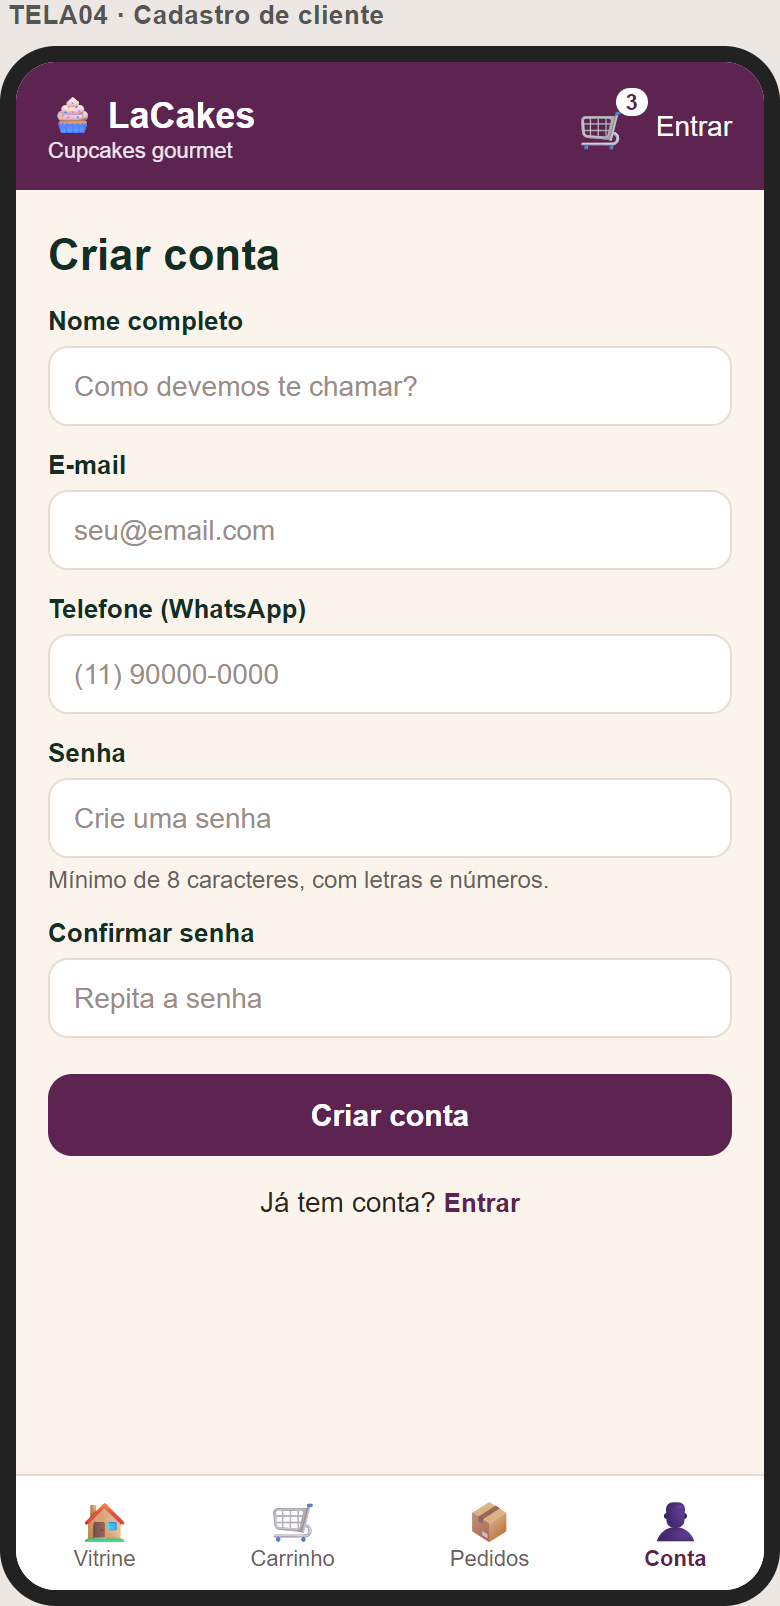 TELA04 · Cadastro de cliente
LaCakes
Cupcakes gourmet
3
Entrar
Criar conta
Nome completo
Como devemos te chamar?
E-mail
seu@email.com
Telefone (WhatsApp)
(11) 90000-0000
Senha
Crie uma senha
Mínimo de 8 caracteres, com letras e números.
Confirmar senha
Repita a senha
Criar conta
Já tem conta? Entrar
Vitrine Carrinho Pedidos Conta